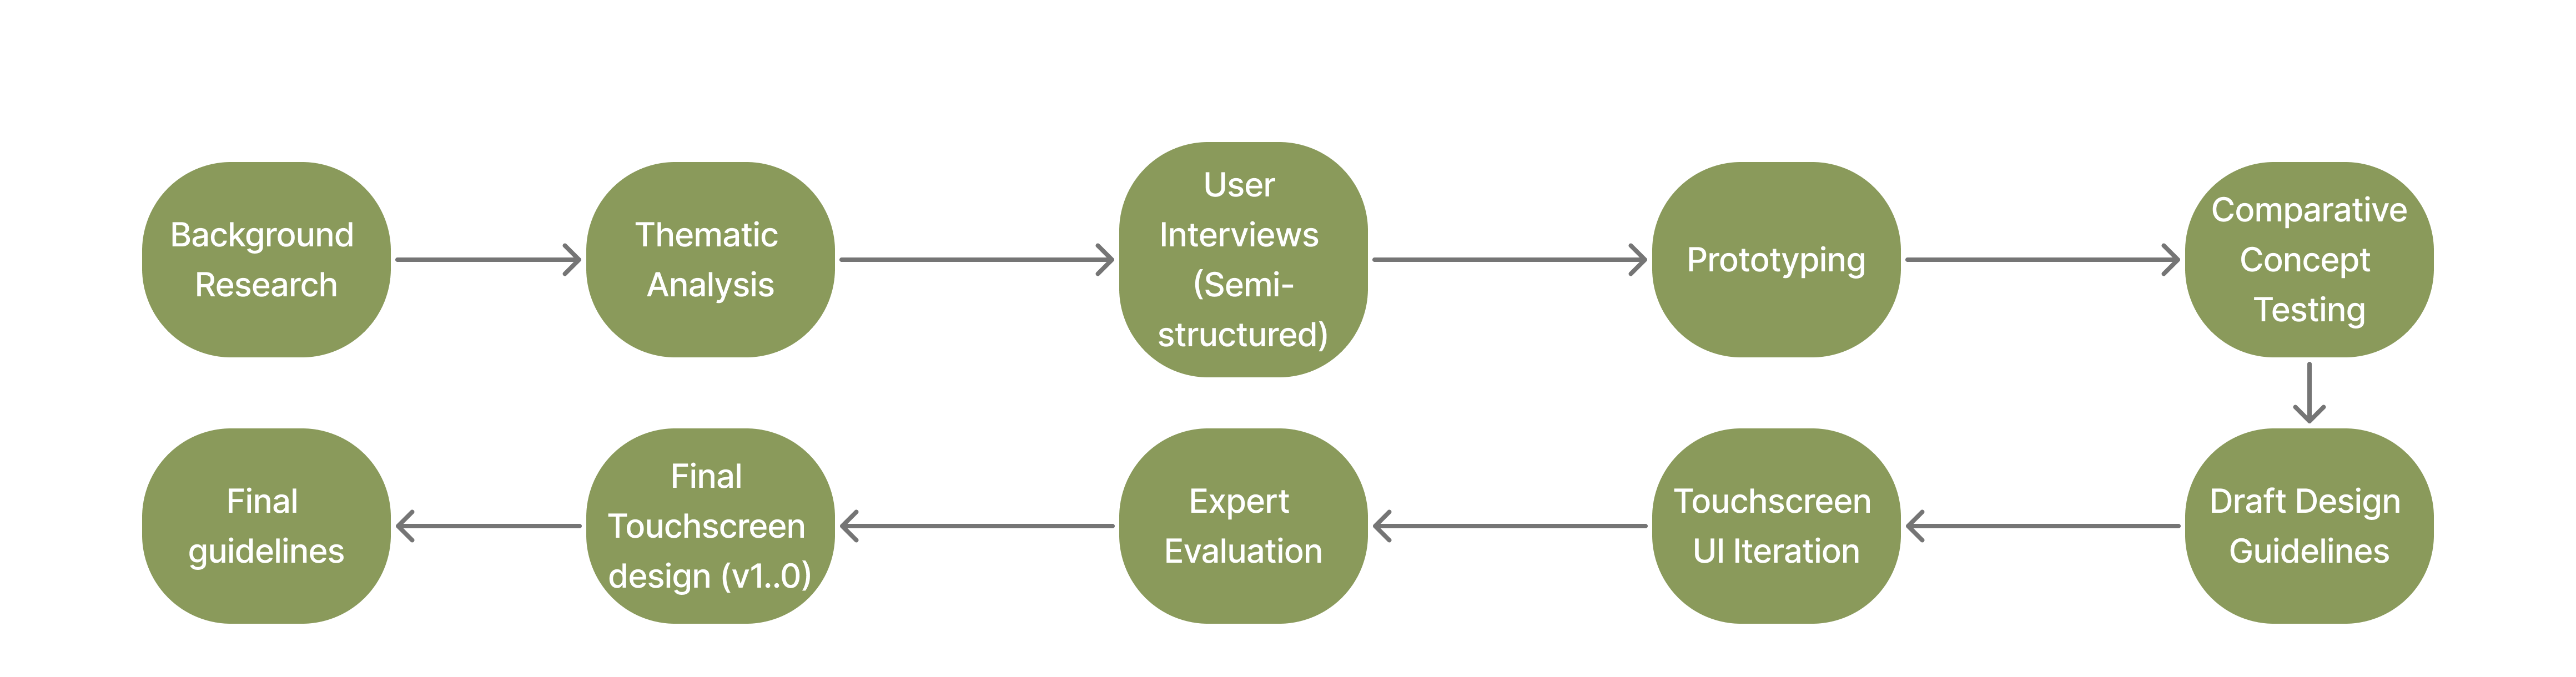 Background
Research
Thematic
Analysis
User
Interviews
(Semi-
structured)
Prototyping
Comparative
Concept
Testing
Draft Design
Guidelines
Touchscreen
UI Iteration
Expert
Evaluation
Final
Touchscreen
design (v1..0)
Final
guidelines